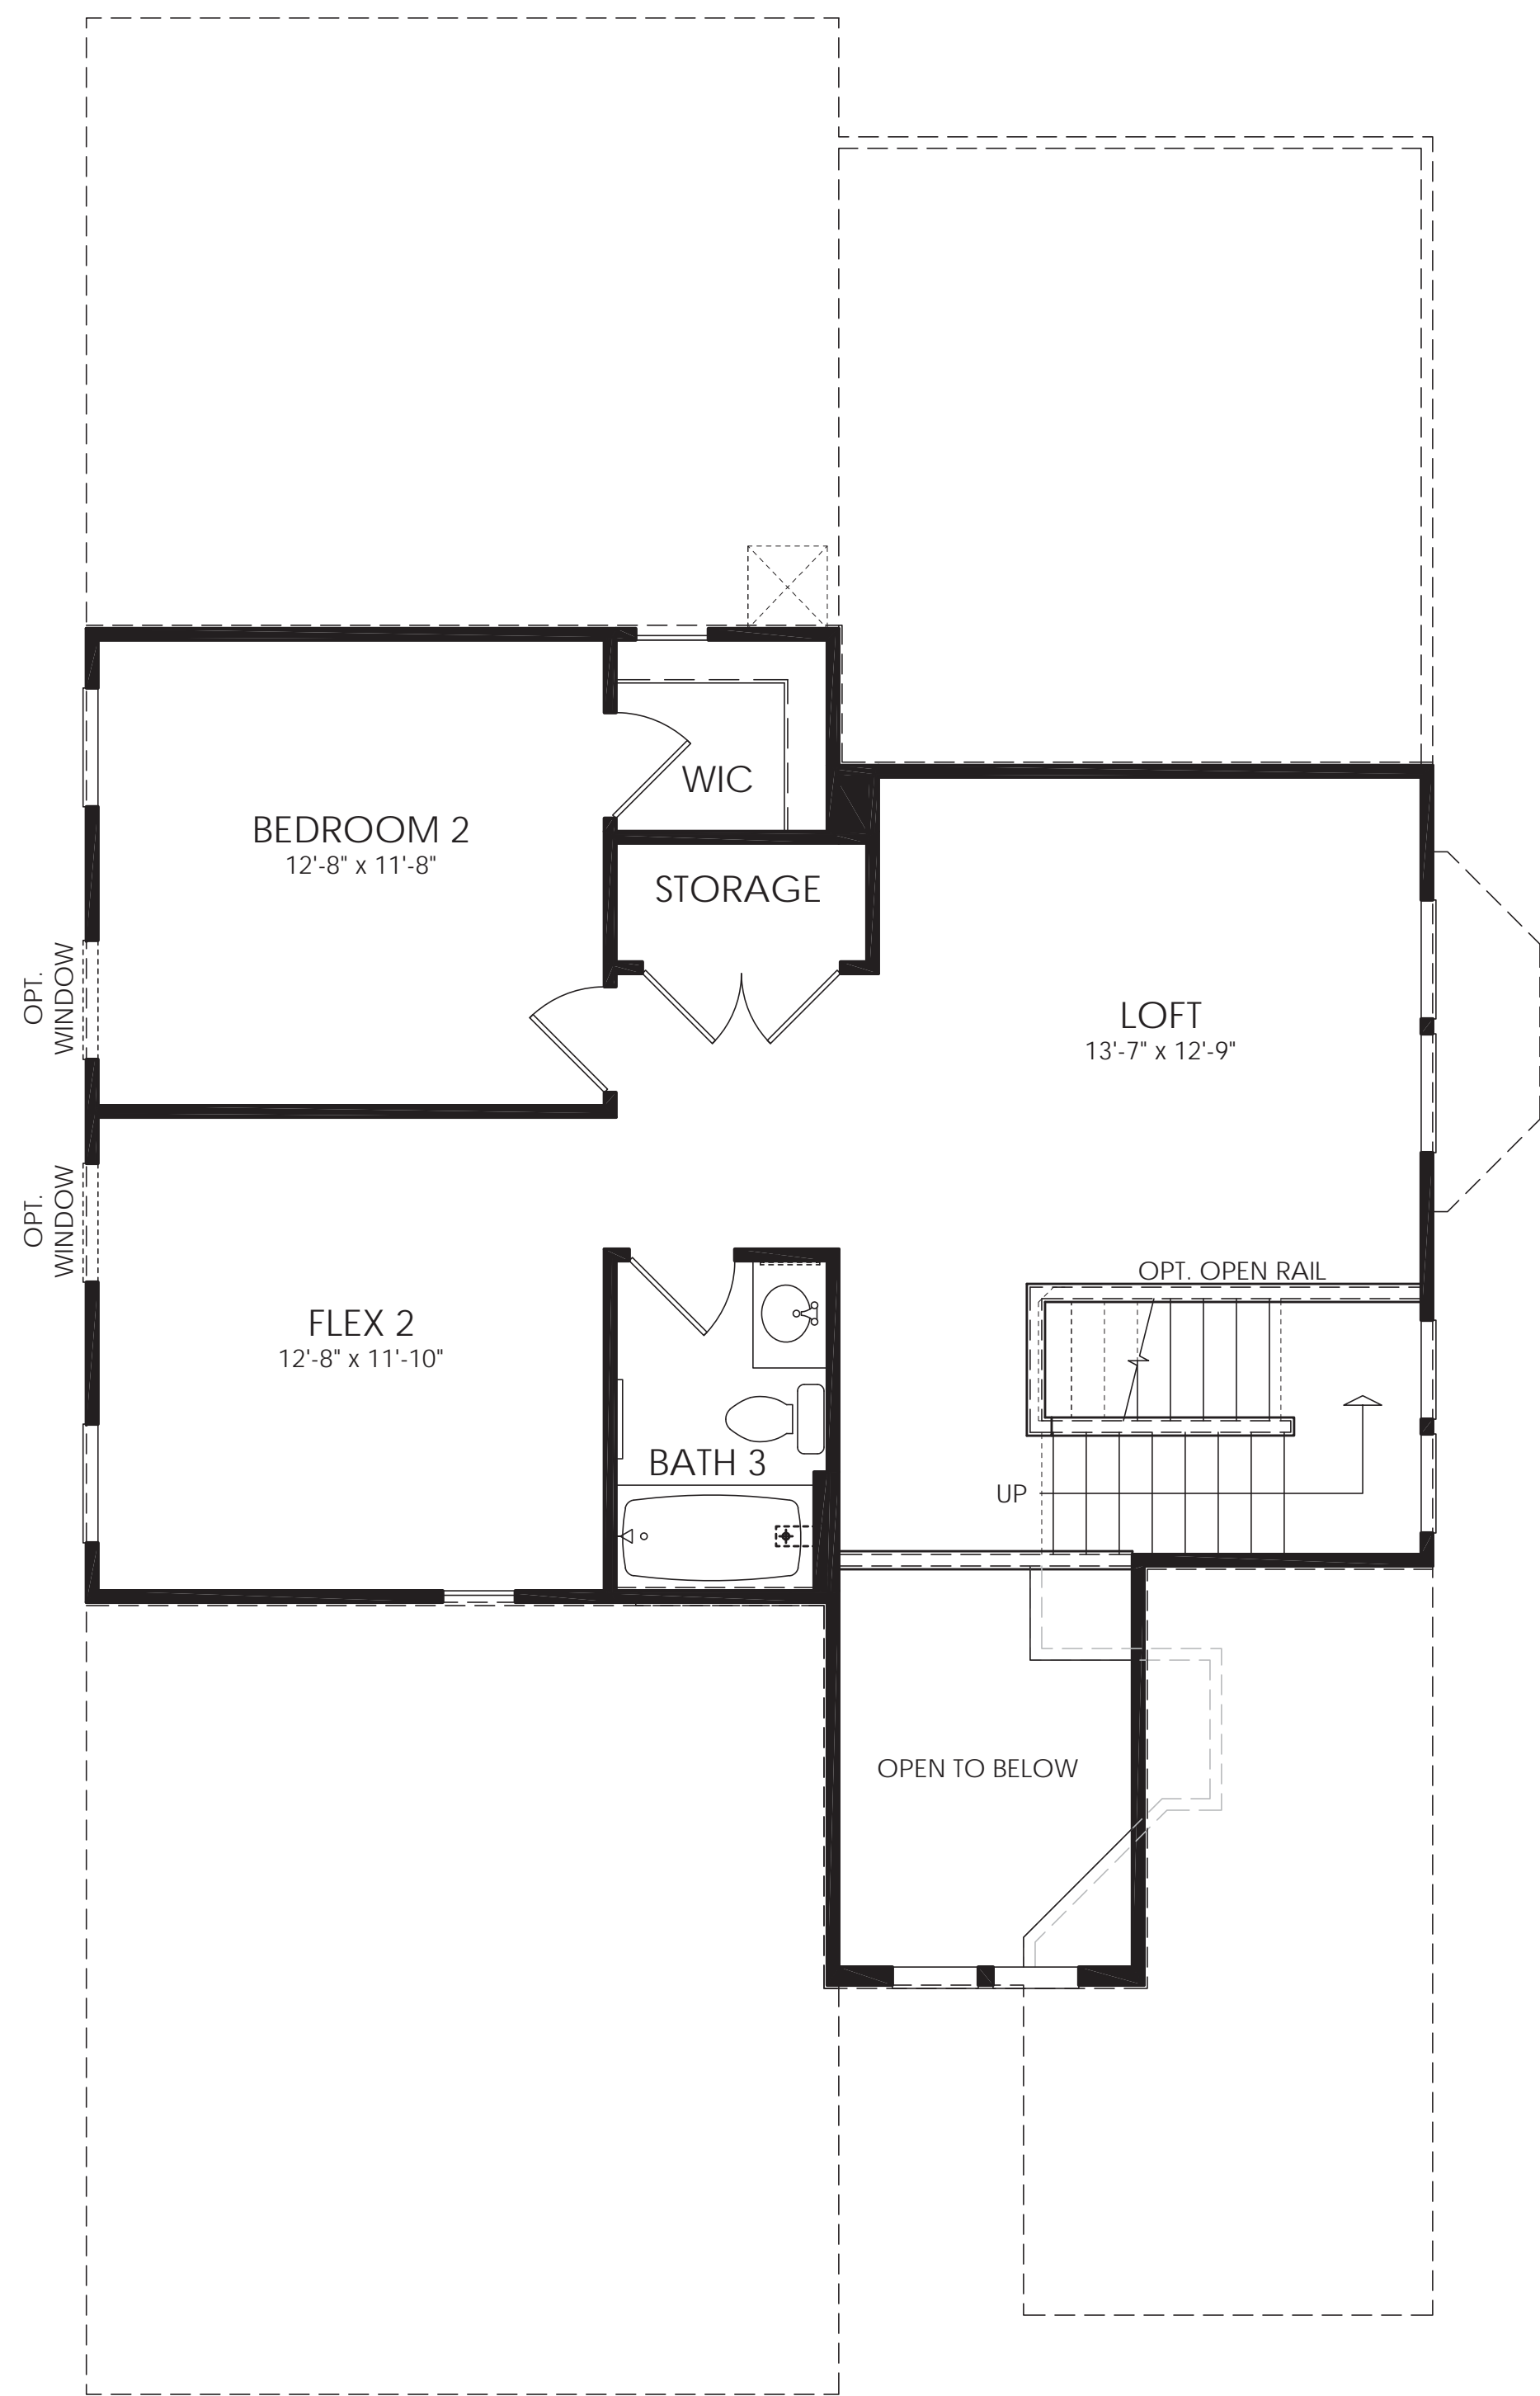 WIC
BEDROOM 2
12'-8" x 11'-8"
STORAGE
OPT.
WINDOW
LOFT
13'-7" x 12'-9"
OPT.
WINDOW
OPT. OPEN RAIL
FLEX 2
12'-8" x 11'-10"
BATH 3
UP
OPEN TO BELOW